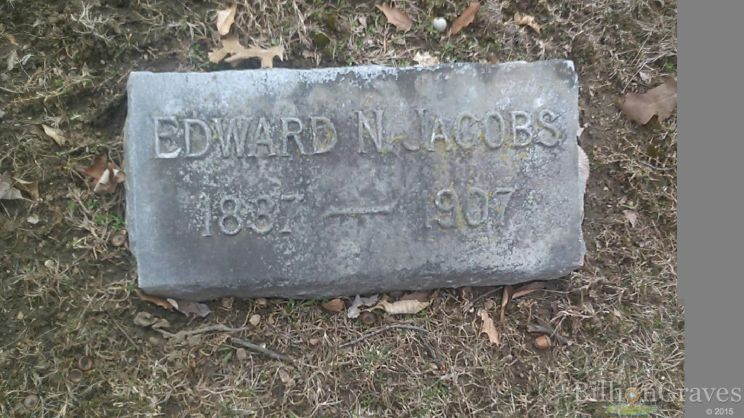 EDWARD N. JACOBS
1837 — 1907
BillionGraves
© 2015